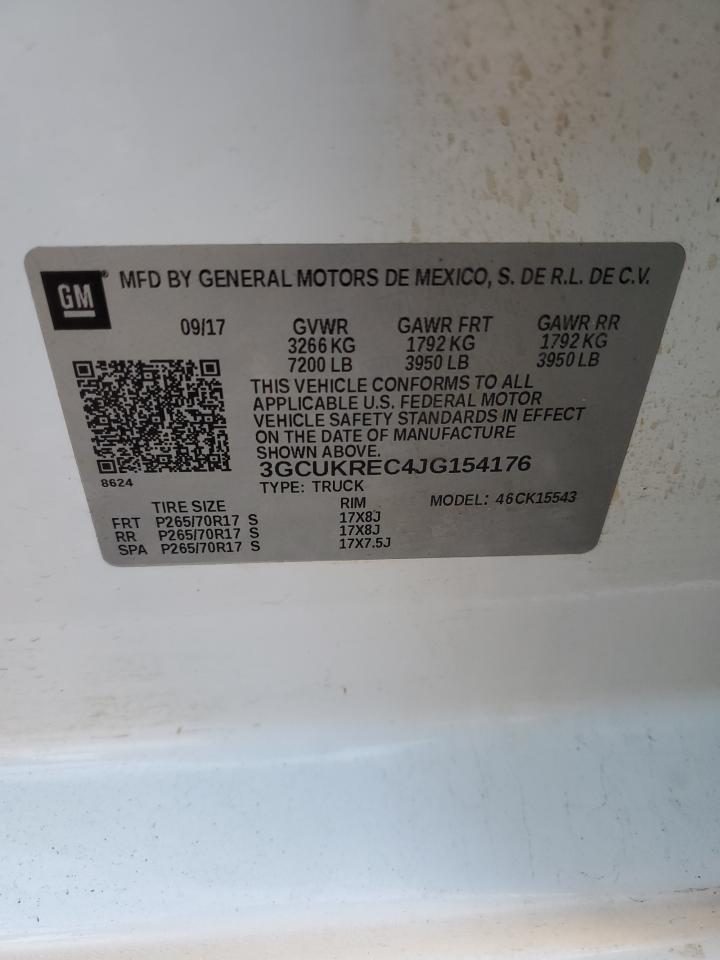 GM ® MFD BY GENERAL MOTORS DE MEXICO, S. DE R.L. DE C.V.
09/17 GVWR GAWR FRT GAWR RR
3266 KG 1792 KG 1792 KG
7200 LB 3950 LB 3950 LB
THIS VEHICLE CONFORMS TO ALL
APPLICABLE U.S. FEDERAL MOTOR
VEHICLE SAFETY STANDARDS IN EFFECT
ON THE DATE OF MANUFACTURE
SHOWN ABOVE.
8624
3GCUKREC4JG154176
TYPE: TRUCK MODEL: 46CK15543
TIRE SIZE RIM
FRT P265/70R17 S 17X8J
RR P265/70R17 S 17X8J
SPA P265/70R17 S 17X7.5J